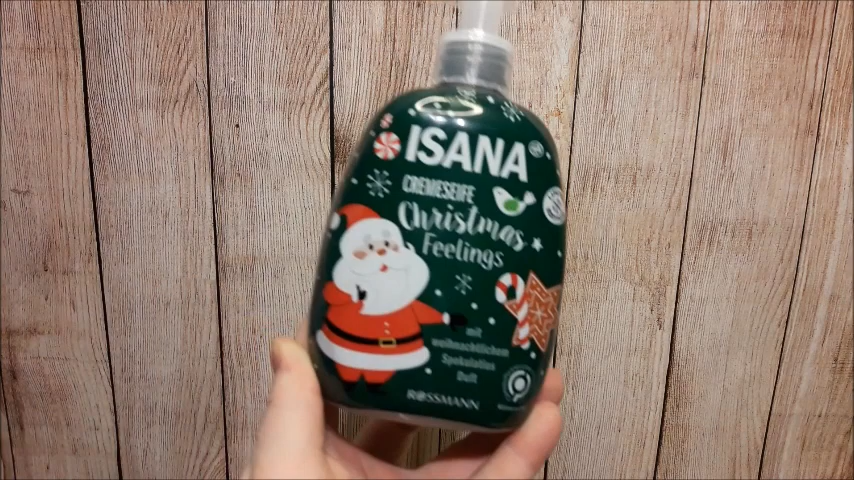 ISANA
CREMESEIFE
Christmas
Feelings
mit
weihnachtlichem
Spekulatius
Duft
ROSSMANN